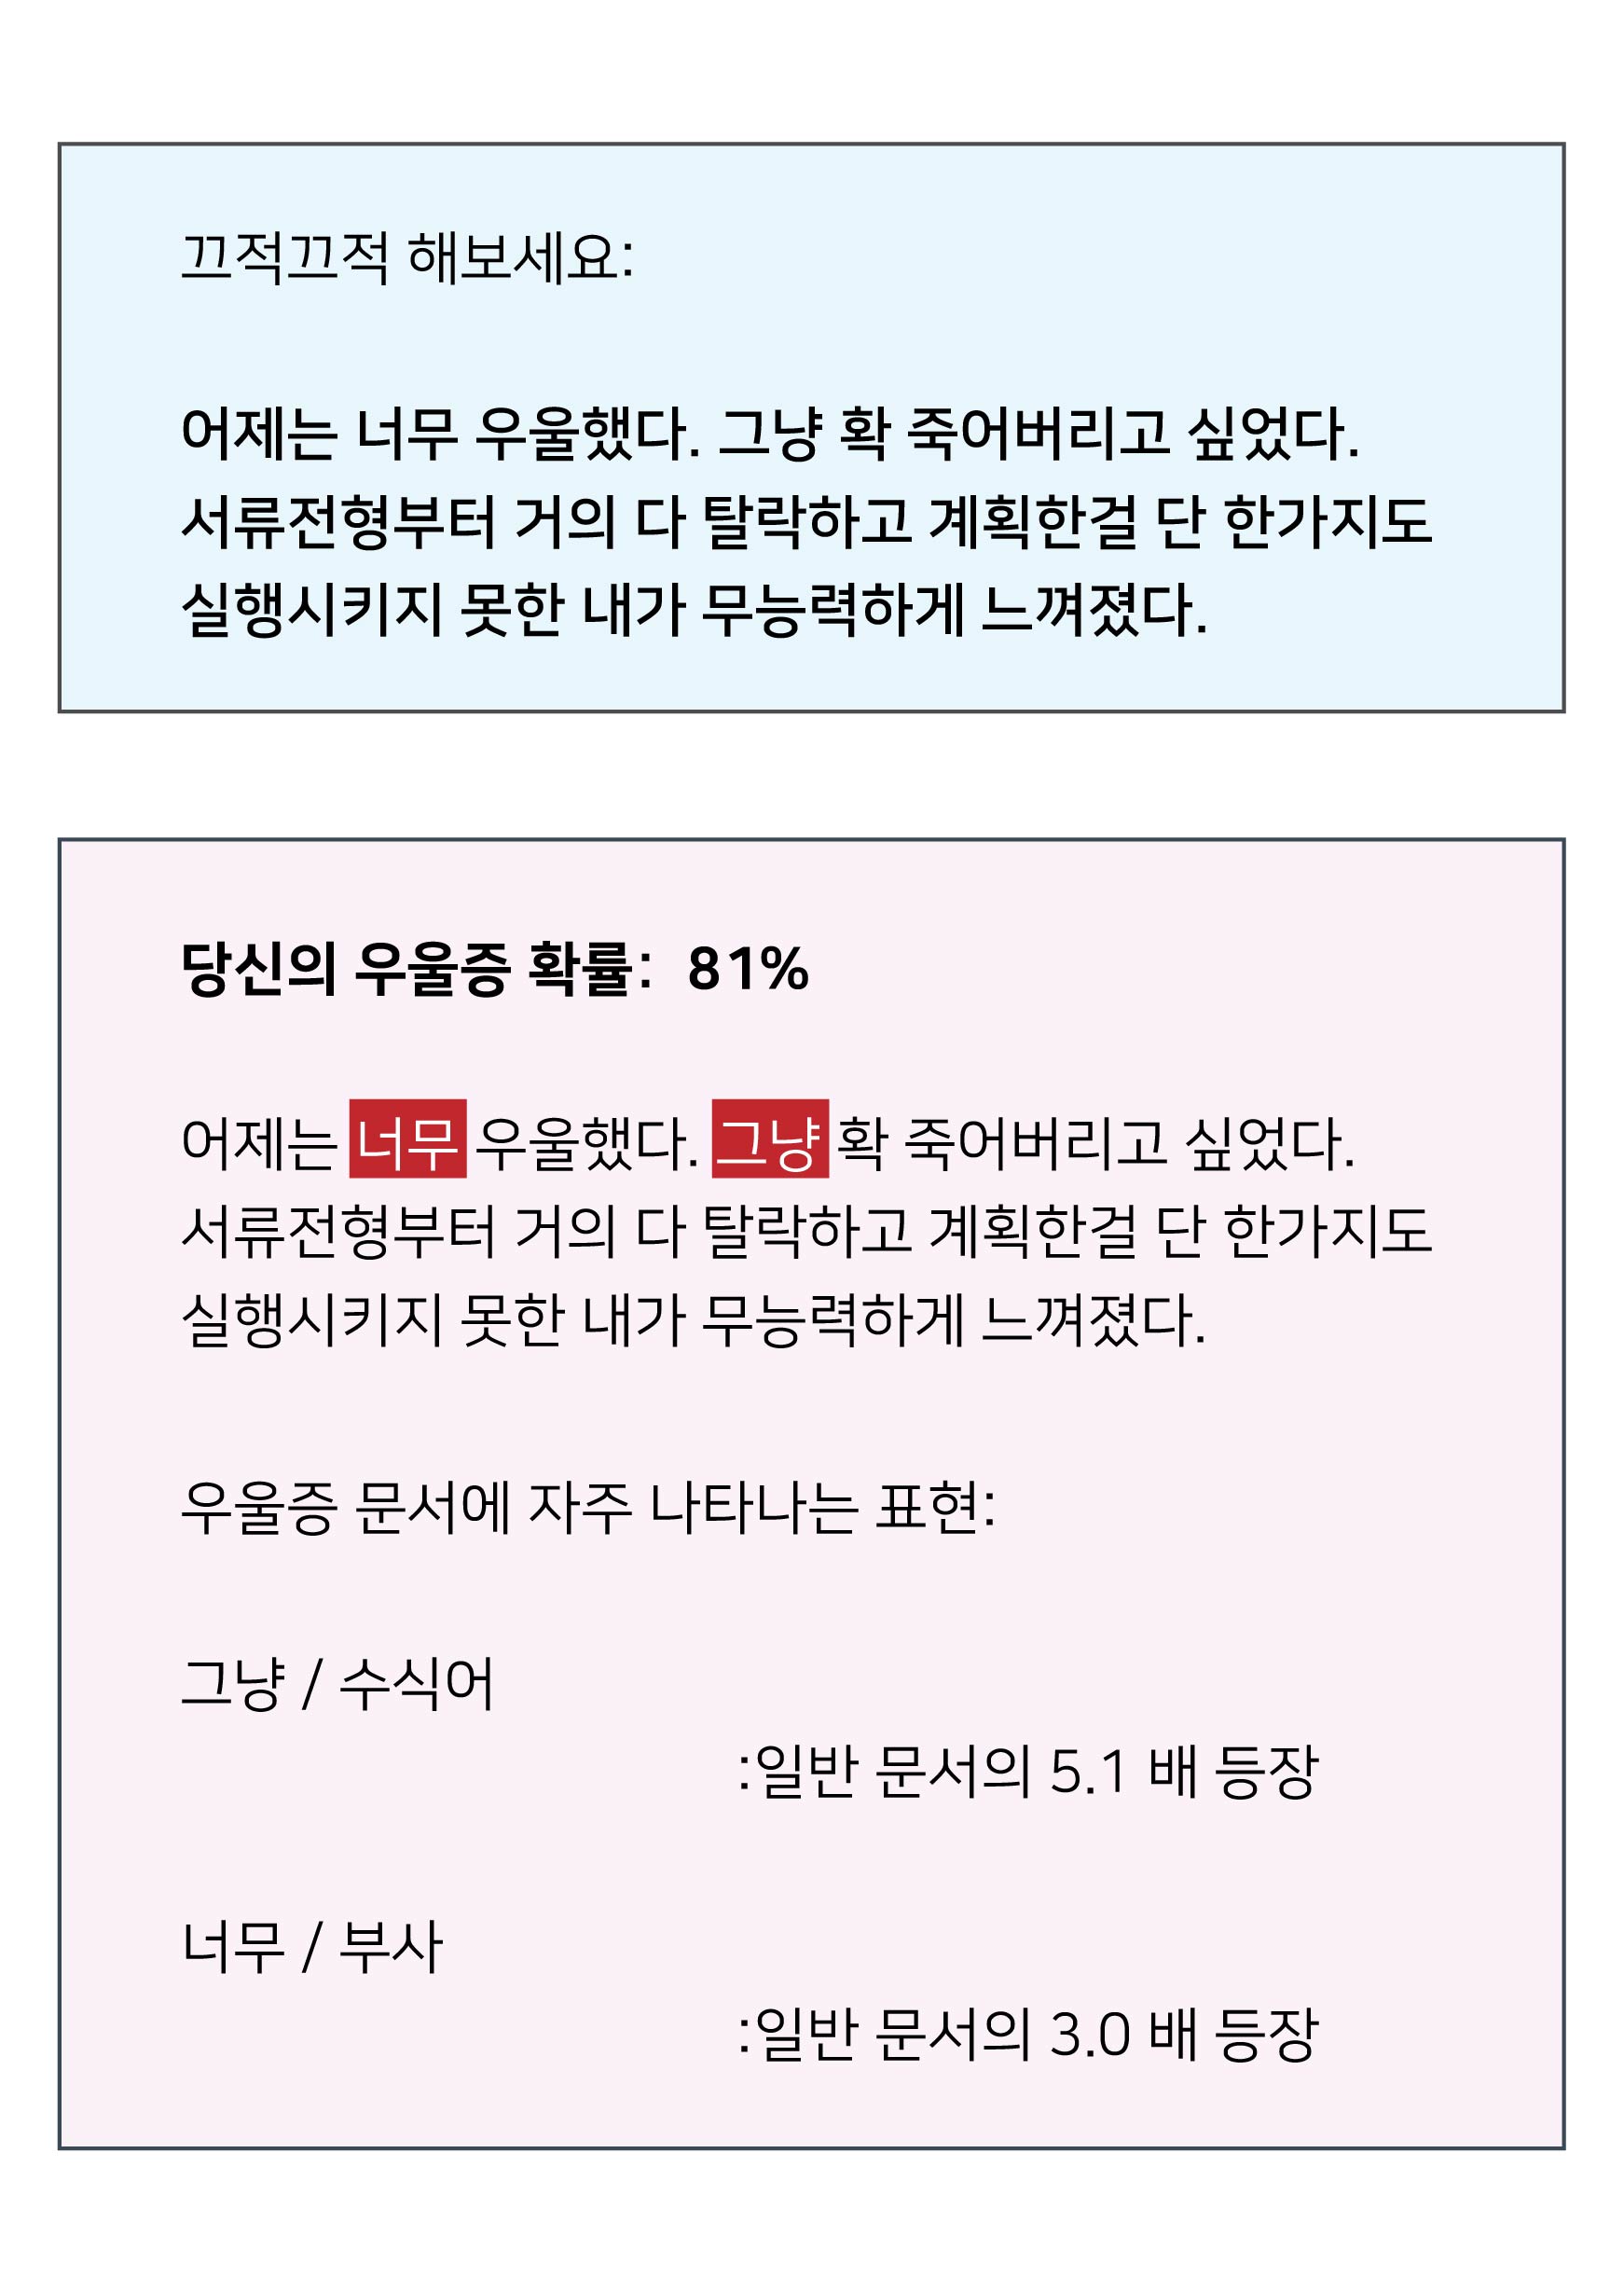 끄적끄적 해보세요:
어제는 너무 우울했다. 그냥 확 죽어버리고 싶었다.
서류전형부터 거의 다 탈락하고 계획한걸 단 한가지도
실행시키지 못한 내가 무능력하게 느껴졌다.
당신의 우울증 확률: 81%
어제는 너무 우울했다. 그냥 확 죽어버리고 싶었다.
서류전형부터 거의 다 탈락하고 계획한걸 단 한가지도
실행시키지 못한 내가 무능력하게 느껴졌다.
우울증 문서에 자주 나타나는 표현:
그냥 / 수식어
:일반 문서의 5.1 배 등장
너무 / 부사
:일반 문서의 3.0 배 등장